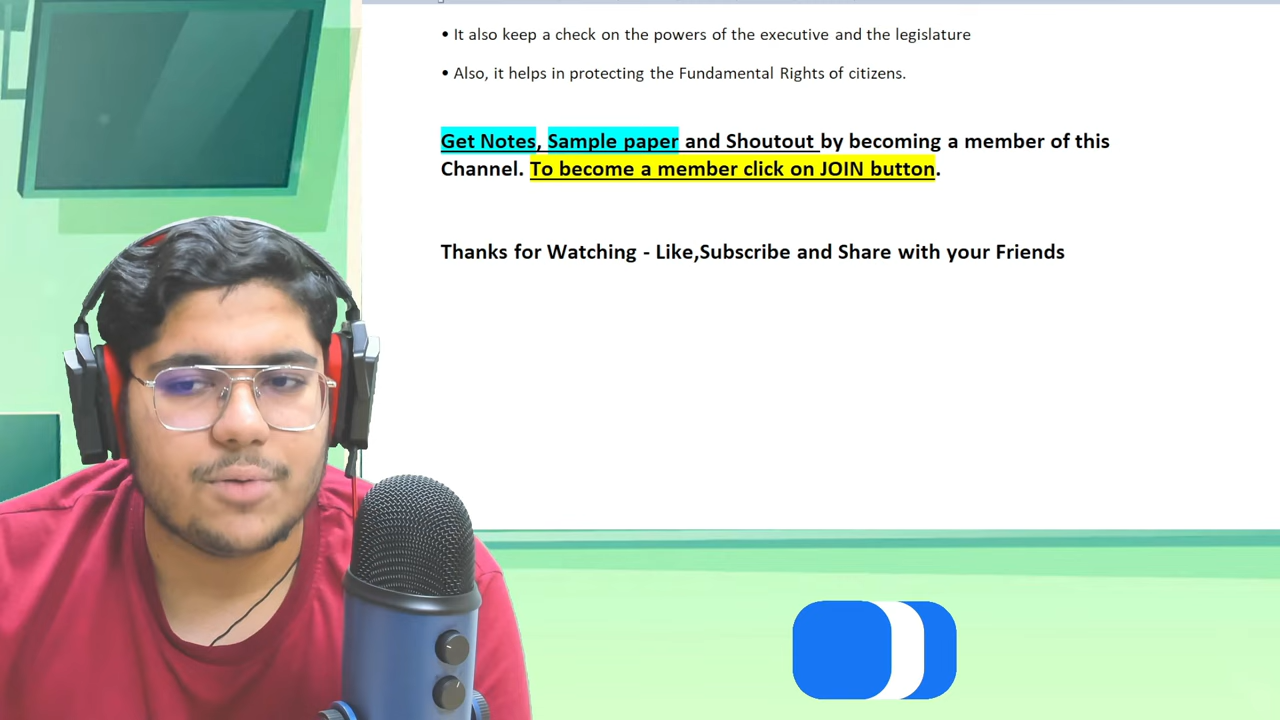 • It also keep a check on the powers of the executive and the legislature
• Also, it helps in protecting the Fundamental Rights of citizens.
Get Notes, Sample paper and Shoutout by becoming a member of this
Channel. To become a member click on JOIN button.
Thanks for Watching - Like,Subscribe and Share with your Friends